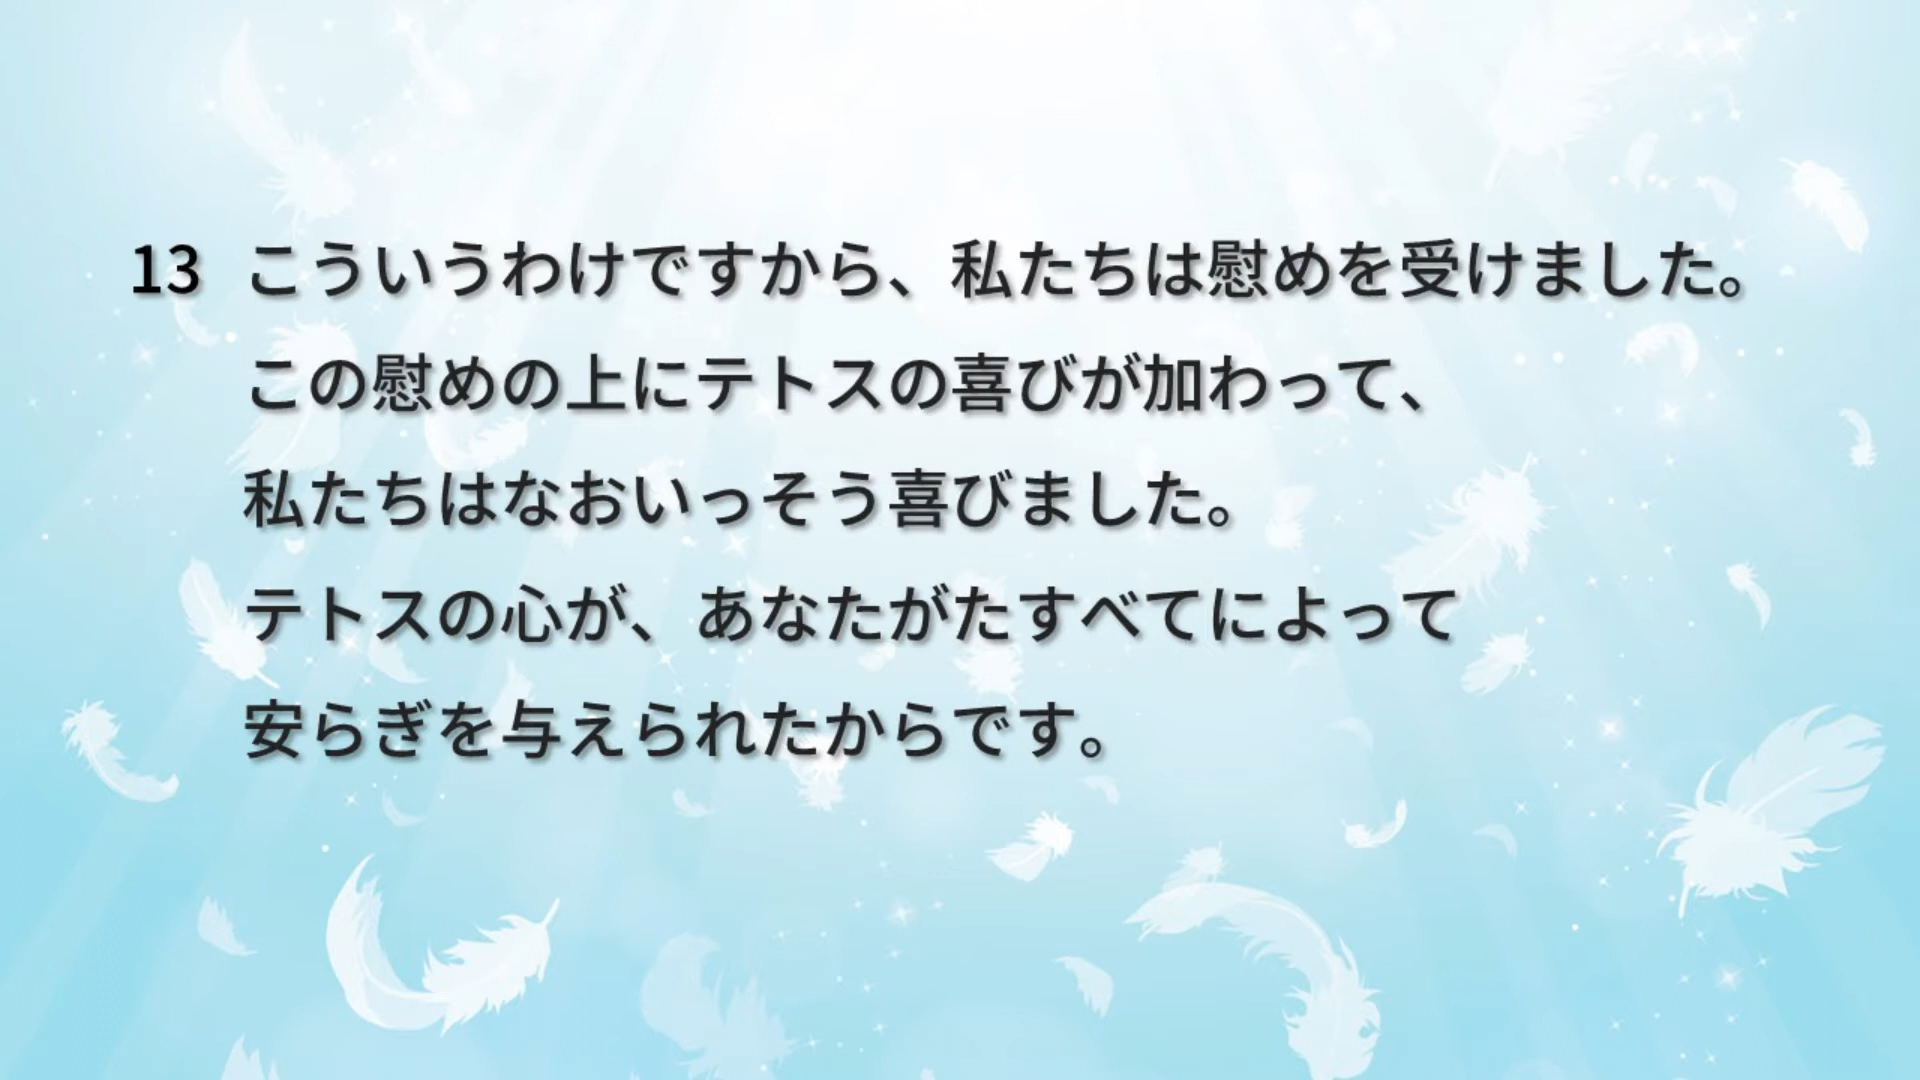 13 こういうわけですから、私たちは慰めを受けました。
この慰めの上にテトスの喜びが加わって、
私たちはなおいっそう喜びました。
テトスの心が、あなたがたすべてによって
安らぎを与えられたからです。